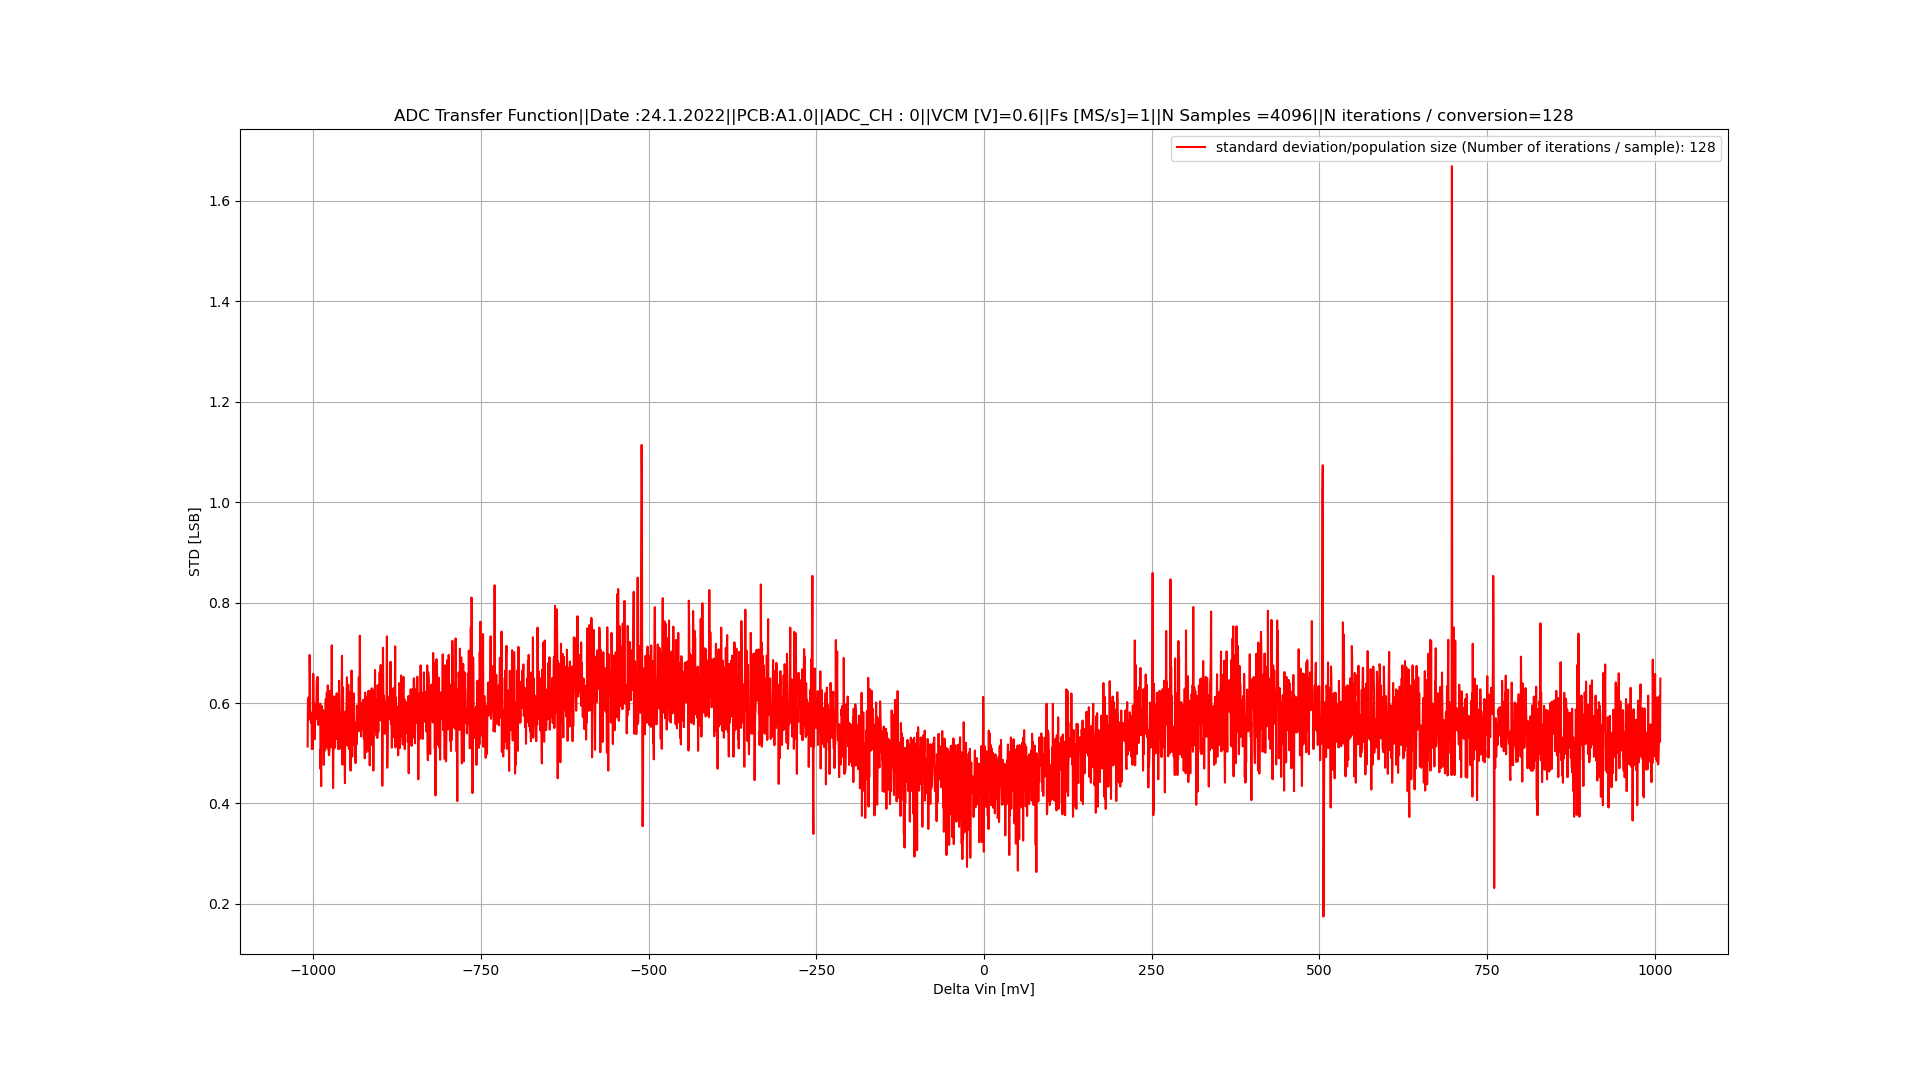 ADC Transfer Function||Date :24.1.2022||PCB:A1.0||ADC_CH : 0||VCM [V]=0.6||Fs [MS/s]=1||N Samples =4096||N iterations / conversion=128
standard deviation/population size (Number of iterations / sample): 128
1.6
1.4
1.2
1.0
0.8
0.6
0.4
0.2
STD [LSB]
−1000 −750 −500 −250 0 250 500 750 1000
Delta Vin [mV]